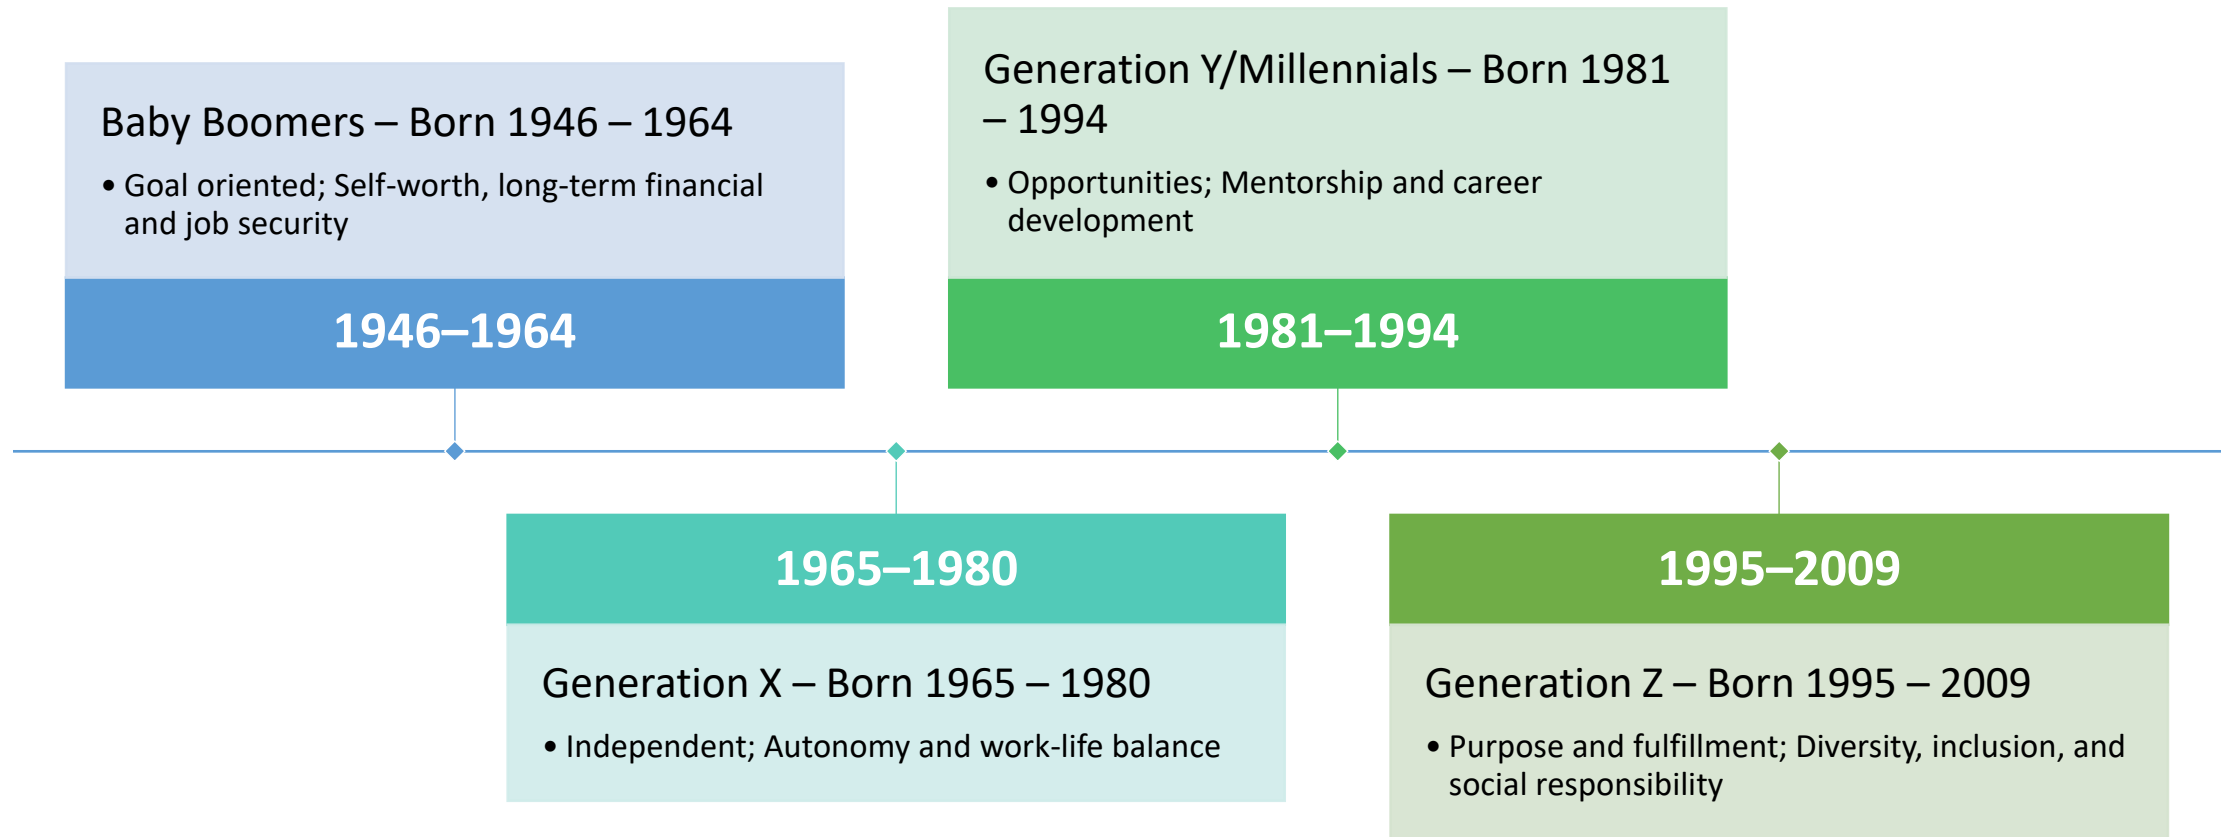 Baby Boomers – Born 1946 – 1964
• Goal oriented; Self-worth, long-term financial
and job security
1946–1964
Generation Y/Millennials – Born 1981
– 1994
• Opportunities; Mentorship and career
development
1981–1994
1965–1980
Generation X – Born 1965 – 1980
• Independent; Autonomy and work-life balance
1995–2009
Generation Z – Born 1995 – 2009
• Purpose and fulfillment; Diversity, inclusion, and
social responsibility